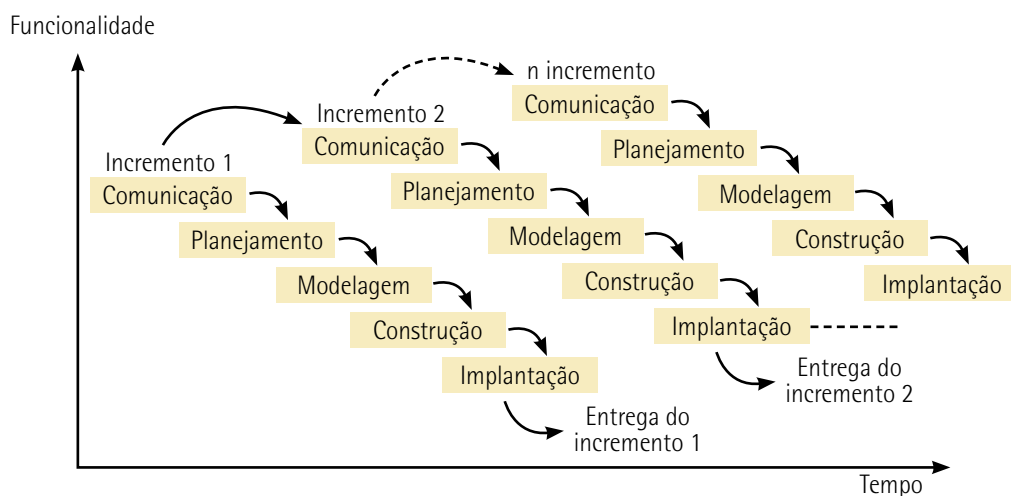 Funcionalidade
Incremento 1
Comunicação
Planejamento
Modelagem
Construção
Implantação
Entrega do
incremento 1
Incremento 2
Comunicação
Planejamento
Modelagem
Construção
Implantação
Entrega do
incremento 2
n incremento
Comunicação
Planejamento
Modelagem
Construção
Implantação
Tempo